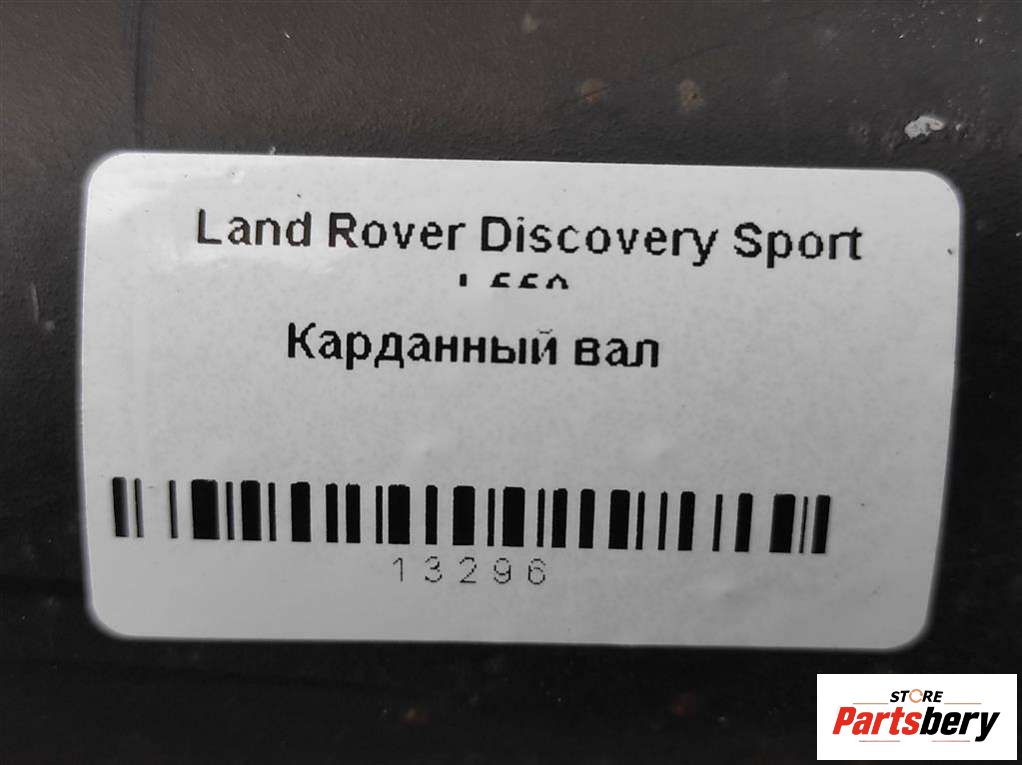 Land Rover Discovery Sport
Карданный вал
13296
STORE
Partsbery